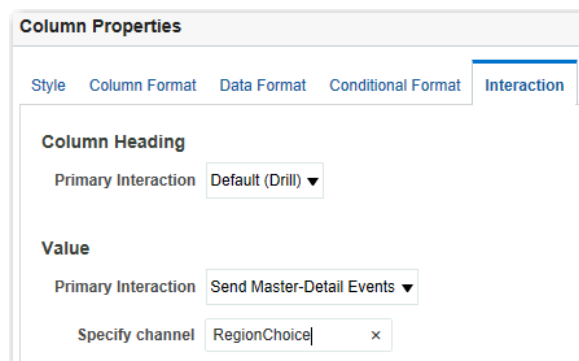 Column Properties
Style Column Format Data Format Conditional Format Interaction
Column Heading
Primary Interaction Default (Drill)
Value
Primary Interaction Send Master-Detail Events
Specify channel RegionChoice ×